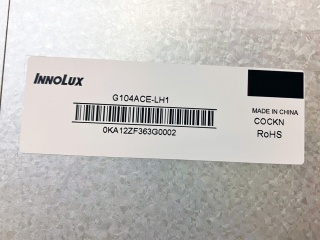 INNOLUX
G104ACE-LH1
0KA12ZF363G0002
MADE IN CHINA
COCKN
RoHS